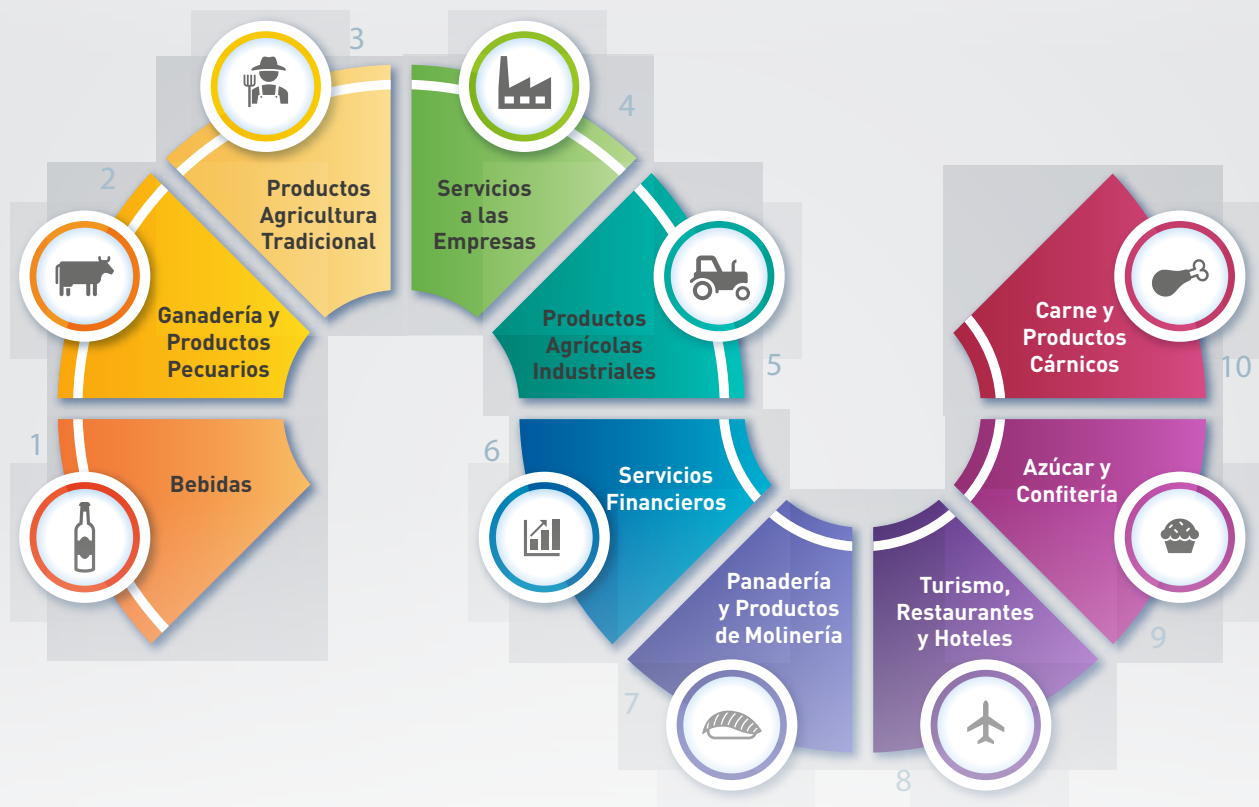 1
Bebidas
2
Ganadería y
Productos
Pecuarios
3
Productos
Agricultura
Tradicional
4
Servicios
a las
Empresas
5
Productos
Agrícolas
Industriales
6
Servicios
Financieros
7
Panadería
y Productos
de Molinería
8
Turismo,
Restaurantes
y Hoteles
9
Azúcar y
Confitería
10
Carne y
Productos
Cárnicos